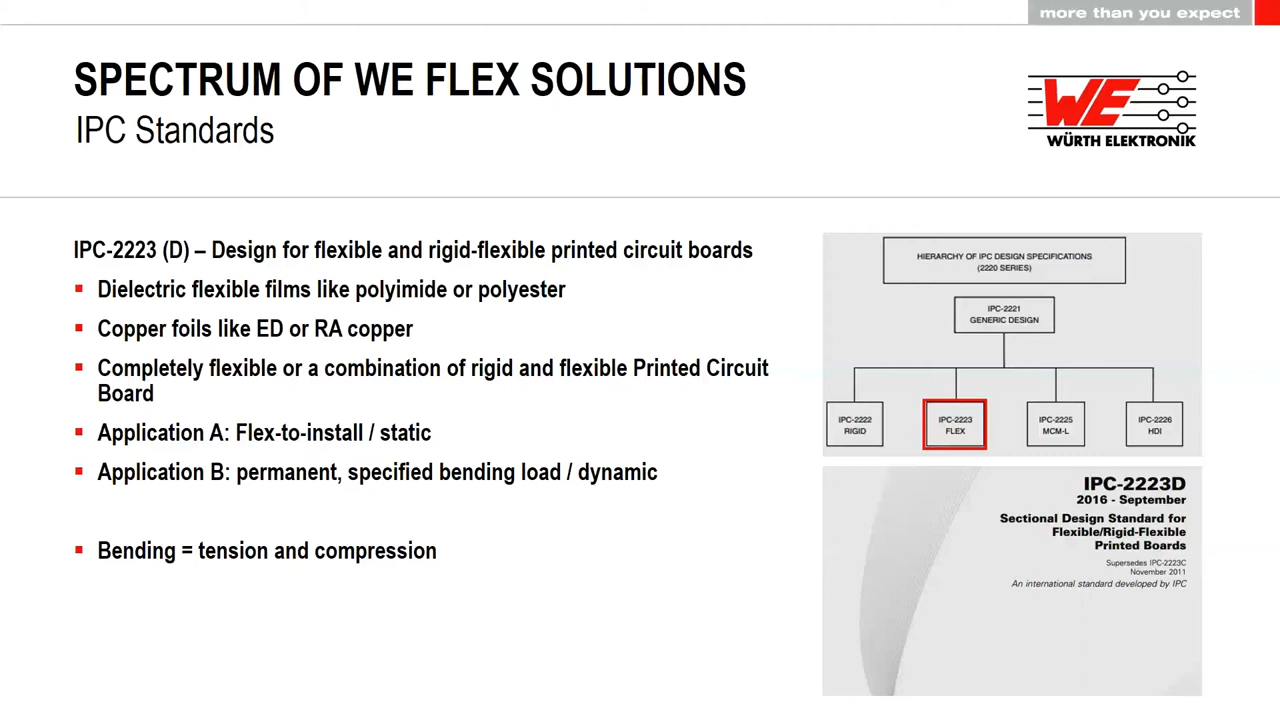 more than you expect
SPECTRUM OF WE FLEX SOLUTIONS
IPC Standards
WE
WÜRTH ELEKTRONIK
IPC-2223 (D) – Design for flexible and rigid-flexible printed circuit boards
Dielectric flexible films like polyimide or polyester
Copper foils like ED or RA copper
Completely flexible or a combination of rigid and flexible Printed Circuit
Board
Application A: Flex-to-install / static
Application B: permanent, specified bending load / dynamic
Bending = tension and compression
HIERARCHY OF IPC DESIGN SPECIFICATIONS
(2220 SERIES)
IPC-2221
GENERIC DESIGN
IPC-2222
RIGID
IPC-2223
FLEX
IPC-2225
MCM-L
IPC-2226
HDI
IPC-2223D
2016 - September
Sectional Design Standard for
Flexible/Rigid-Flexible
Printed Boards
Supersedes IPC-2223C
November 2011
An international standard developed by IPC